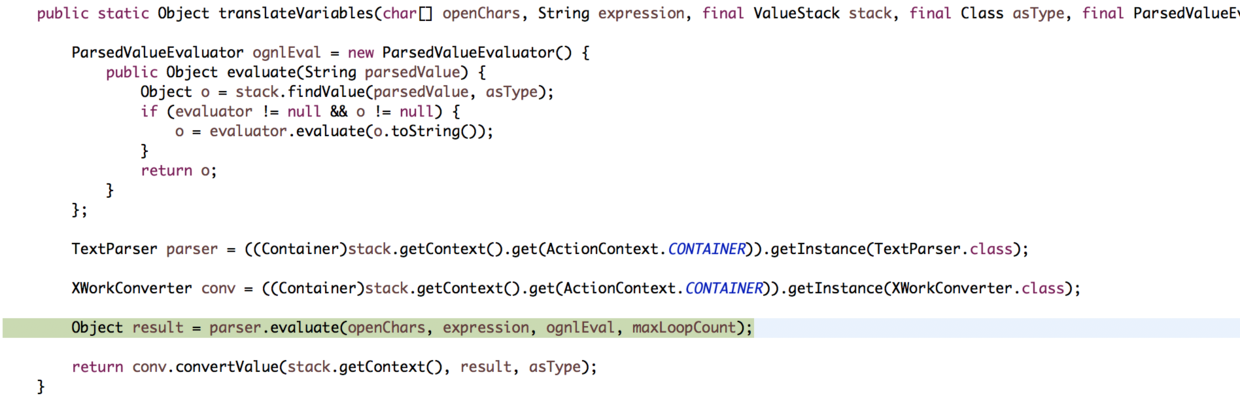 public static Object translateVariables(char[] openChars, String expression, final ValueStack stack, final Class asType, final ParsedValueEv
ParsedValueEvaluator ognlEval = new ParsedValueEvaluator() {
public Object evaluate(String parsedValue) {
Object o = stack.findValue(parsedValue, asType);
if (evaluator != null && o != null) {
o = evaluator.evaluate(o.toString());
}
return o;
}
};
TextParser parser = ((Container)stack.getContext().get(ActionContext.CONTAINER)).getInstance(TextParser.class);
XWorkConverter conv = ((Container)stack.getContext().get(ActionContext.CONTAINER)).getInstance(XWorkConverter.class);
Object result = parser.evaluate(openChars, expression, ognlEval, maxLoopCount);
return conv.convertValue(stack.getContext(), result, asType);
}